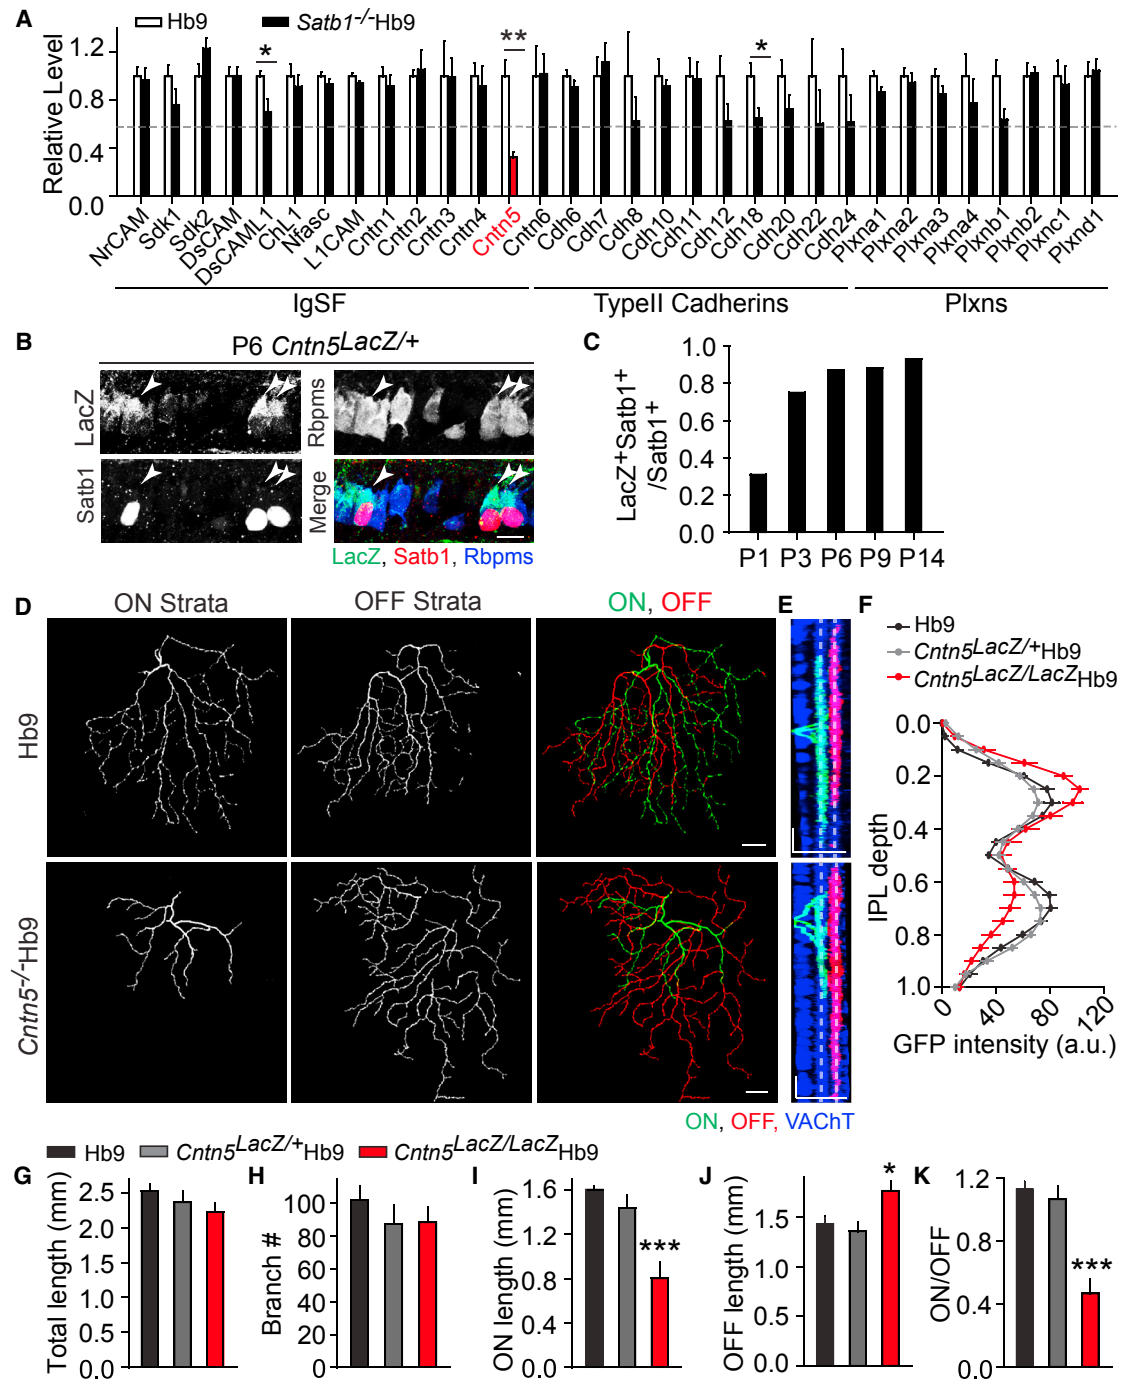 A
Hb9
Satb1-/-Hb9
Relative Level
1.2
0.8
0.4
0.0
*
**
*
NrCAM
Sdk1
Sdk2
DsCAM
DsCAML1
ChL1
Nfasc
L1CAM
Cntn1
Cntn2
Cntn3
Cntn4
Cntn5
Cntn6
Cdh6
Cdh7
Cdh8
Cdh10
Cdh11
Cdh12
Cdh18
Cdh20
Cdh22
Cdh24
Plxna1
Plxna2
Plxna3
Plxna4
Plxnb1
Plxnb2
Plxnc1
Plxnd1
IgSF
TypeII Cadherins
Plxns
B
P6 Cntn5LacZ/+
LacZ
Rbpms
Satb1
Merge
LacZ, Satb1, Rbpms
C
LacZ+Satb1+
/Satb1+
1.0
0.8
0.6
0.4
0.2
0.0
P1 P3 P6 P9 P14
D
ON Strata
OFF Strata
ON, OFF
Hb9
Cntn5-/-Hb9
E
ON, OFF, VAChT
F
Hb9
Cntn5LacZ/+Hb9
Cntn5LacZ/LacZHb9
IPL depth
0.0
0.2
0.4
0.6
0.8
1.0
0 40 80 120
GFP intensity (a.u.)
Hb9
Cntn5LacZ/+Hb9
Cntn5LacZ/LacZHb9
G
Total length (mm)
2.5
2.0
1.5
1.0
0.5
0.0
H
Branch #
100
80
60
40
20
0
I
ON length (mm)
1.6
1.2
0.8
0.4
0.0
***
J
OFF length (mm)
1.5
1.0
0.5
0.0
*
K
ON/OFF
1.2
0.8
0.4
0.0
***